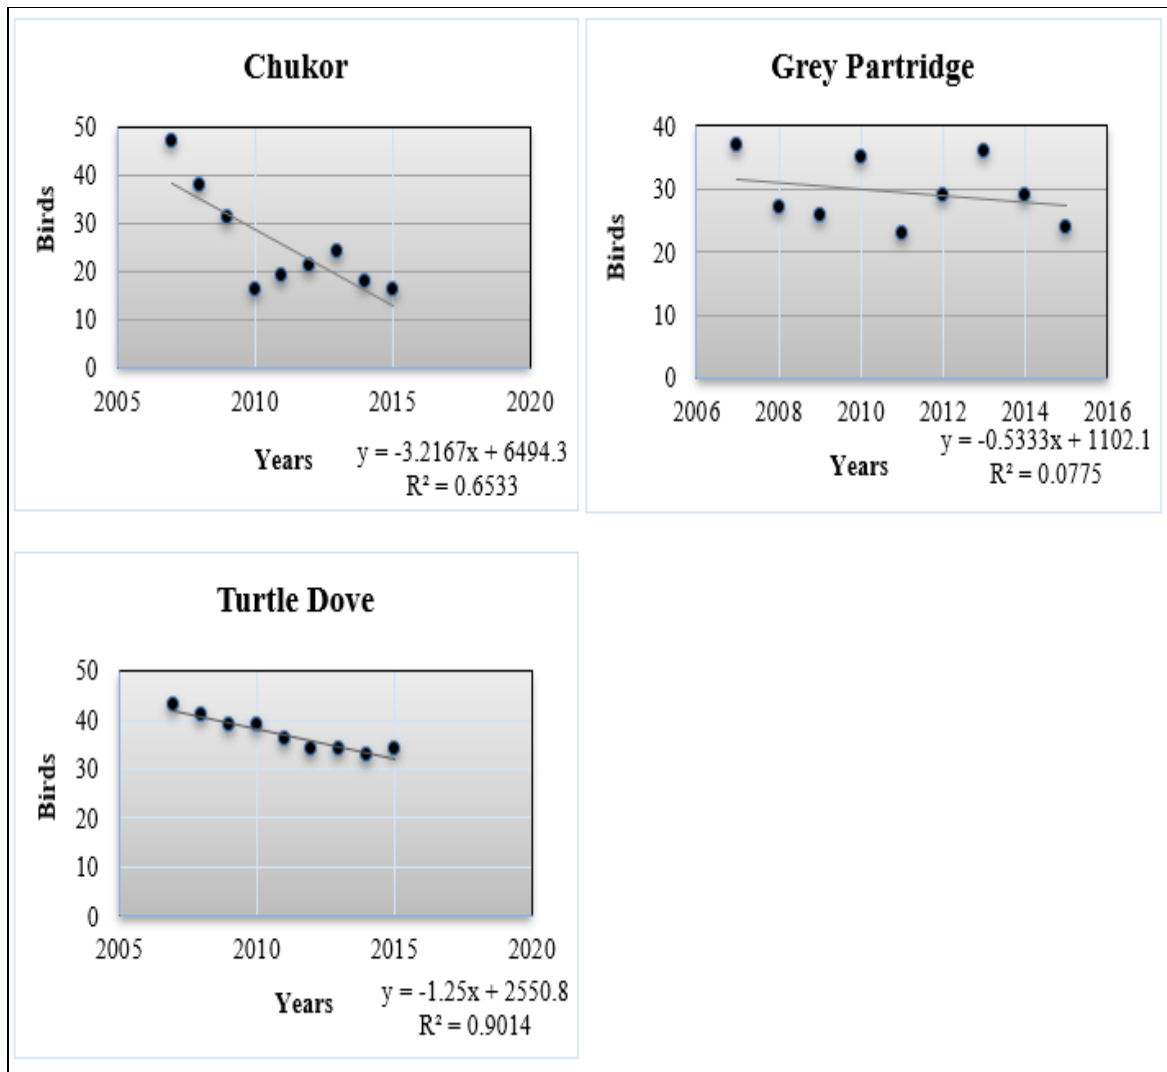 Chukor
50
40
30
20
10
0
Birds
2005 2010 2015 2020
Years
y = -3.2167x + 6494.3
R² = 0.6533
Grey Partridge
40
30
20
10
0
Birds
2006 2008 2010 2012 2014 2016
Years
y = -0.5333x + 1102.1
R² = 0.0775
Turtle Dove
50
40
30
20
10
0
Birds
2005 2010 2015 2020
Years
y = -1.25x + 2550.8
R² = 0.9014